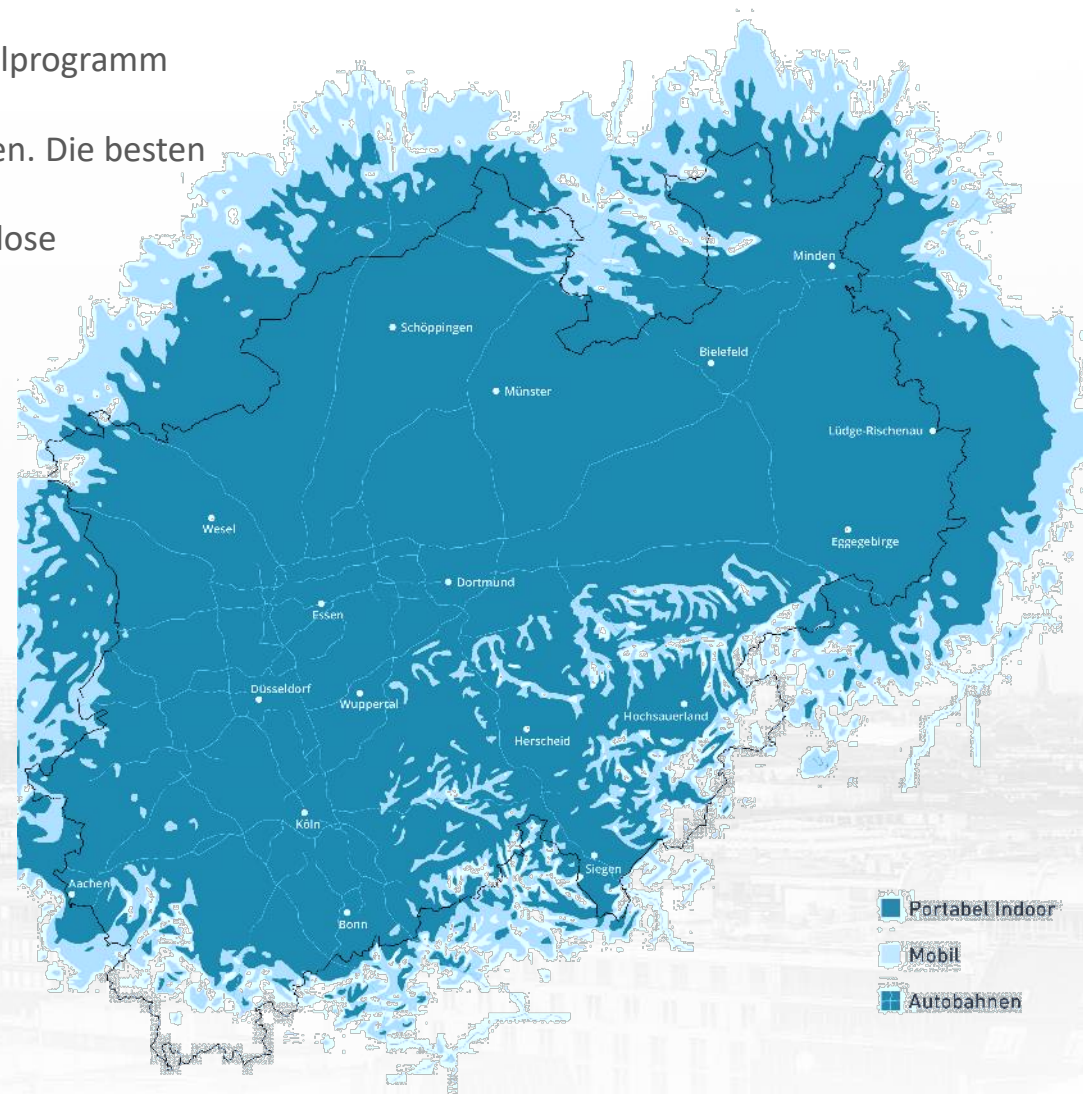 lprogramm
en. Die besten
lose
Minden
Schöppingen
Bielefeld
Münster
Lüdge-Rischenau
Wesel
Eggegebirge
Dortmund
Essen
Düsseldorf
Wuppertal
Hochsauerland
Herscheid
Köln
Siegen
Aachen
Bonn
Portabel Indoor
Mobil
Autobahnen